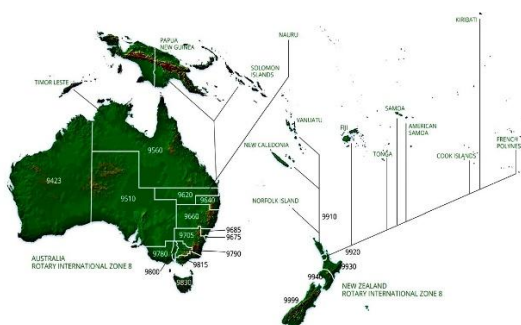 NAURU
KIRIBATI
PAPUA
NEW GUINEA
SOLOMON
ISLANDS
TIMOR LESTE
VANUATU
FIJI
SAMOA
AMERICAN
SAMOA
FRENCH
POLYNES
NEW CALEDONIA
TONGA
COOK ISLANDS
NORFOLK ISLAND
9560
9423
9510
9620
9640
9660
9705
9685
9675
9780
9790
9800
9815
9830
AUSTRALIA
ROTARY INTERNATIONAL ZONE 8
9910
9920
9930
9940
9999
NEW ZEALAND
ROTARY INTERNATIONAL ZONE 8